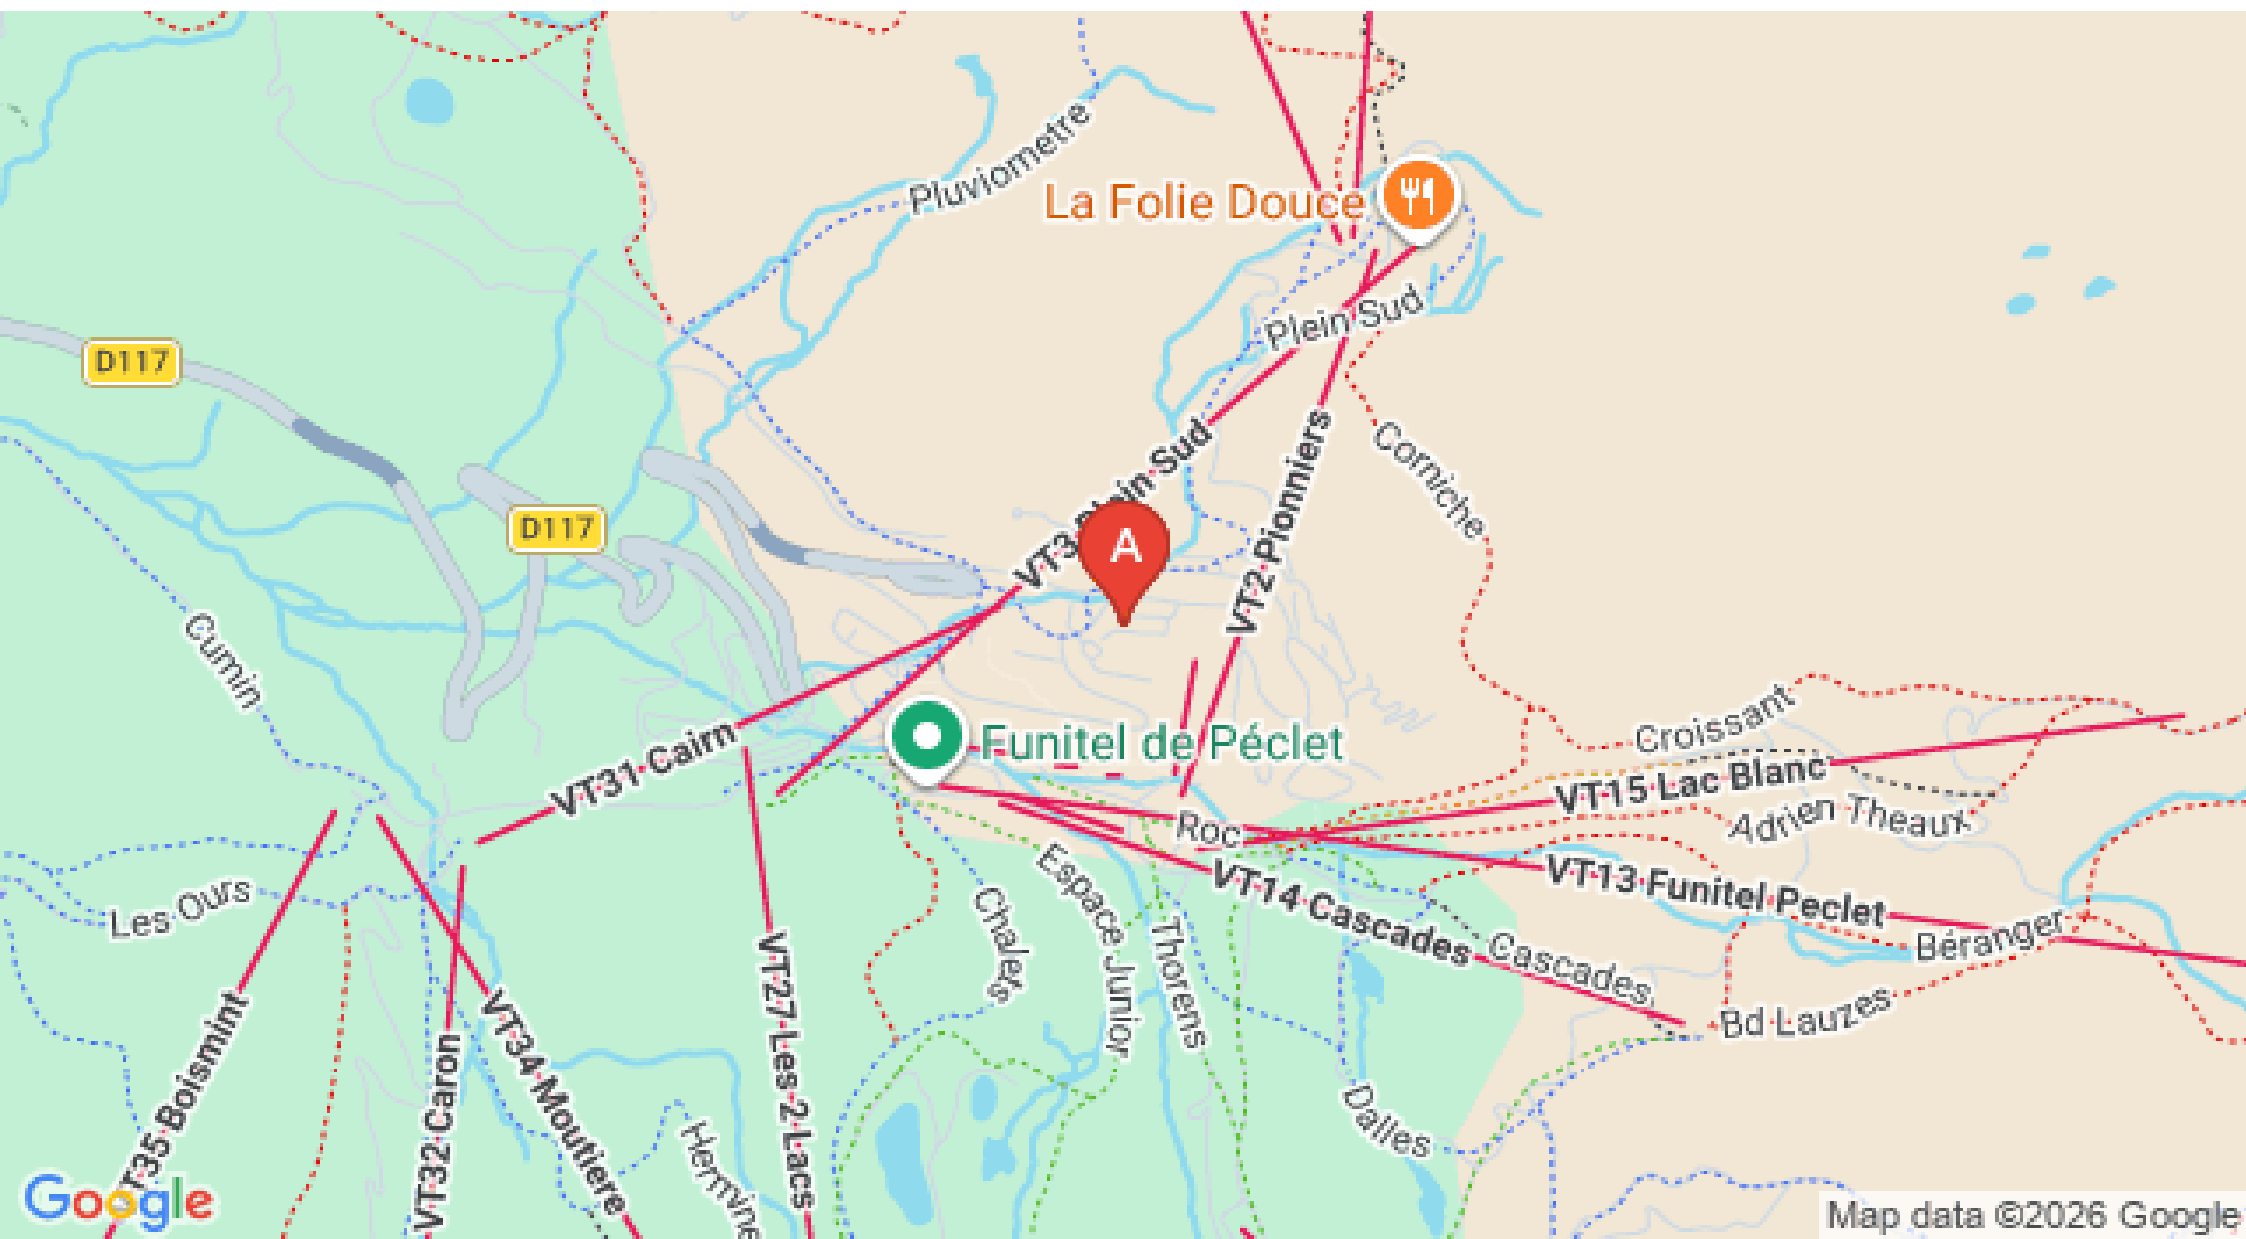 Pluviometre
La Folie Douce
Plein Sud
D117
Corniche
D117
VT3 Plein Sud
A
VT2 Pionniers
Cumin
Croissant
Funitel de Péclet
VT31 Cairn
VT15 Lac Blanc
Adrien Theaux
Roc
VT13 Funitel Peclet
VT14 Cascades
Les Ours
Espace Junior
Chalets
Thorens
Cascades
Béranger
Bd Lauzes
VT27 Les 2 Lacs
VT34 Moutiere
T35 Boismint
VT32 Caron
Dalles
Hermine
Google
Map data ©2026 Google